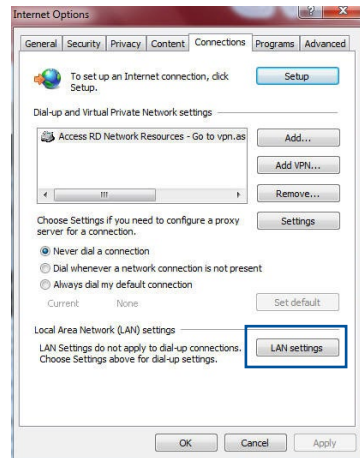 Internet Options
General Security Privacy Content Connections Programs Advanced
To set up an Internet connection, click
Setup.
Setup
Dial-up and Virtual Private Network settings
Access RD Network Resources - Go to vpn.as
Add...
Add VPN...
Remove...
Choose Settings if you need to configure a proxy
server for a connection.
Settings
Never dial a connection
Dial whenever a network connection is not present
Always dial my default connection
Current None
Set default
Local Area Network (LAN) settings
LAN Settings do not apply to dial-up connections.
Choose Settings above for dial-up settings.
LAN settings
OK Cancel Apply